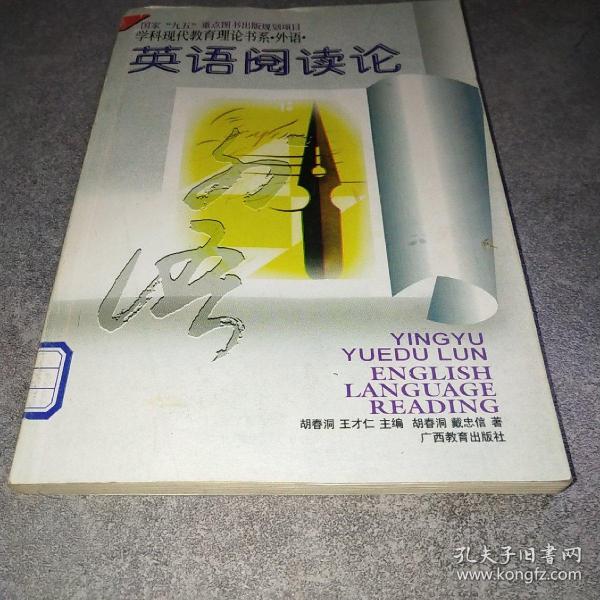 国家“九五”重点图书出版规划项目
学科现代教育理论书系·外语·
英语阅读论
外语
YINGYU
YUEDU LUN
ENGLISH
LANGUAGE
READING
胡春洞 王才仁 主编 胡春洞 戴忠信 著
广西教育出版社
孔夫子旧书网
www.kongfz.com